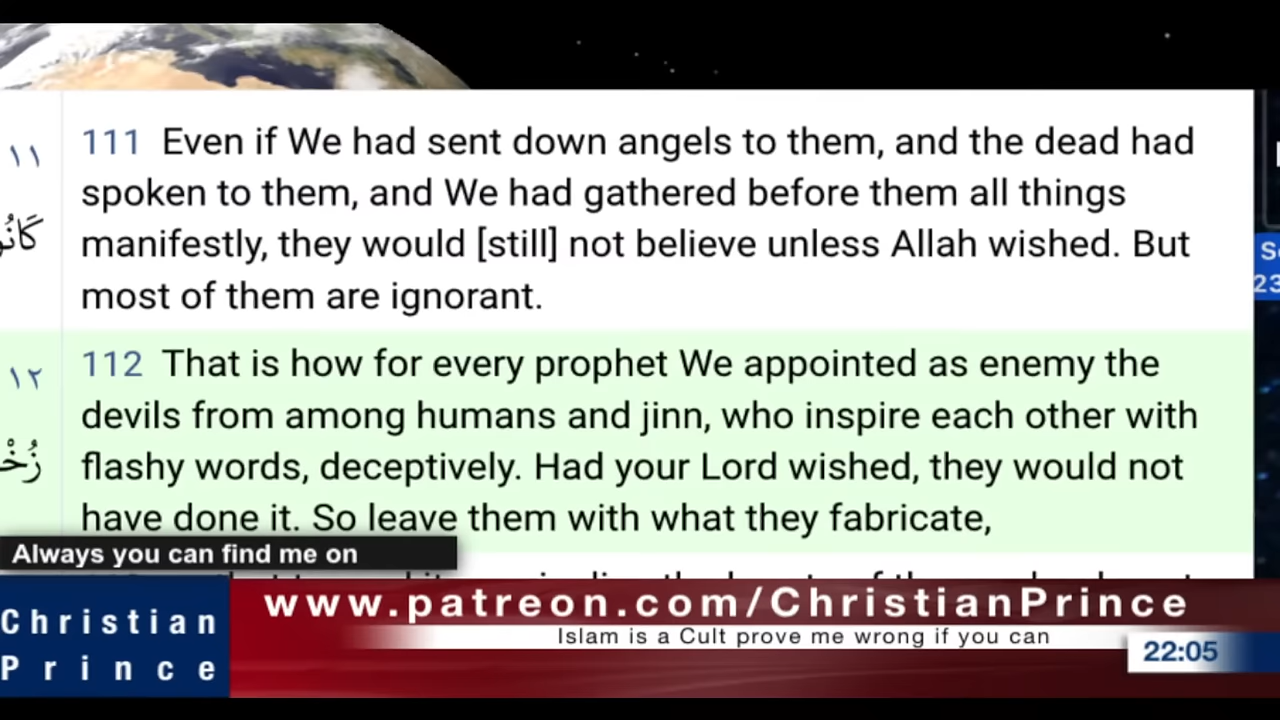 111 Even if We had sent down angels to them, and the dead had
spoken to them, and We had gathered before them all things
manifestly, they would [still] not believe unless Allah wished. But
most of them are ignorant.
١١
كَانُو
112 That is how for every prophet We appointed as enemy the
devils from among humans and jinn, who inspire each other with
flashy words, deceptively. Had your Lord wished, they would not
have done it. So leave them with what they fabricate,
١٢
زُخْ
Always you can find me on
www.patreon.com/ChristianPrince
Islam is a Cult prove me wrong if you can
Christian
Prince
22:05
23